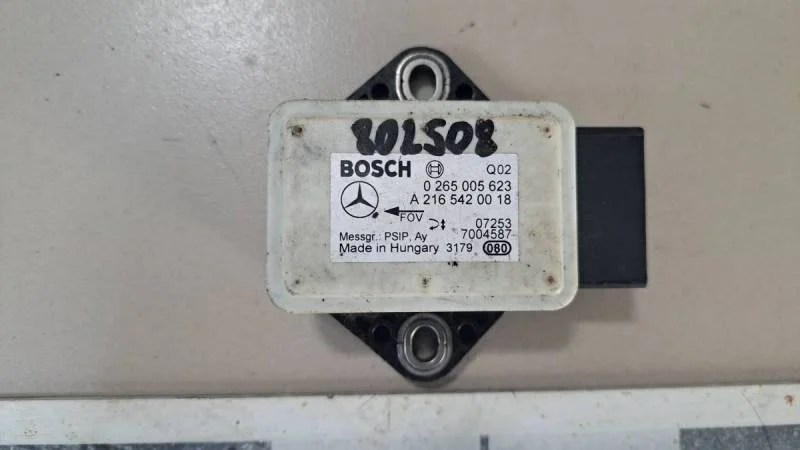 802508
BOSCH Q02
0 265 005 623
A 216 542 00 18
FOV
07253
7004587
Messgr.: PSIP, Ay
Made in Hungary 3179 080